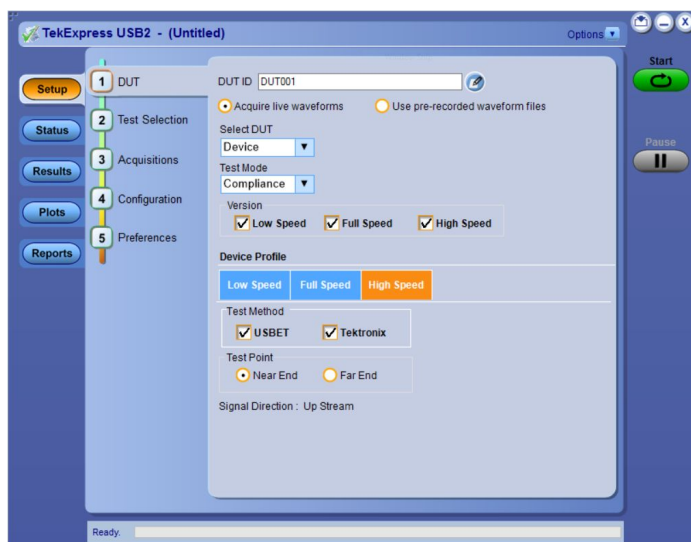 TekExpress USB2 - (Untitled)
Options
Start
Pause
Setup
Status
Results
Plots
Reports
1 DUT
2 Test Selection
3 Acquisitions
4 Configuration
5 Preferences
DUT ID DUT001
Acquire live waveforms Use pre-recorded waveform files
Select DUT
Device
Test Mode
Compliance
Version
Low Speed Full Speed High Speed
Device Profile
Low Speed Full Speed High Speed
Test Method
USBET Tektronix
Test Point
Near End Far End
Signal Direction : Up Stream
Ready.